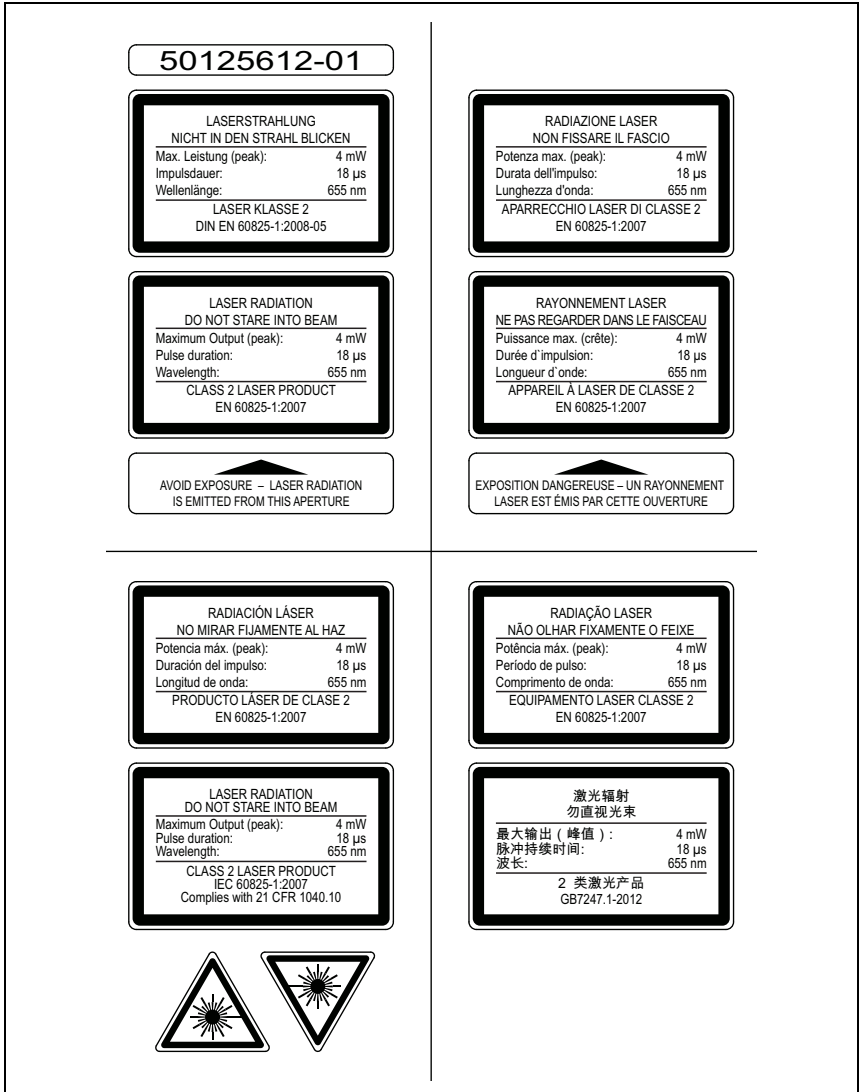 50125612-01
LASERSTRAHLUNG
NICHT IN DEN STRAHL BLICKEN
Max. Leistung (peak): 4 mW
Impulsdauer: 18 µs
Wellenlänge: 655 nm
LASER KLASSE 2
DIN EN 60825-1:2008-05
LASER RADIATION
DO NOT STARE INTO BEAM
Maximum Output (peak): 4 mW
Pulse duration: 18 µs
Wavelength: 655 nm
CLASS 2 LASER PRODUCT
EN 60825-1:2007
AVOID EXPOSURE – LASER RADIATION
IS EMITTED FROM THIS APERTURE
RADIAZIONE LASER
NON FISSARE IL FASCIO
Potenza max. (peak): 4 mW
Durata dell'impulso: 18 µs
Lunghezza d'onda: 655 nm
APARRECCHIO LASER DI CLASSE 2
EN 60825-1:2007
RAYONNEMENT LASER
NE PAS REGARDER DANS LE FAISCEAU
Puissance max. (crête): 4 mW
Durée d`impulsion: 18 µs
Longueur d`onde: 655 nm
APPAREIL À LASER DE CLASSE 2
EN 60825-1:2007
EXPOSITION DANGEREUSE – UN RAYONNEMENT
LASER EST ÉMIS PAR CETTE OUVERTURE
RADIACIÓN LÁSER
NO MIRAR FIJAMENTE AL HAZ
Potencia máx. (peak): 4 mW
Duración del impulso: 18 µs
Longitud de onda: 655 nm
PRODUCTO LÁSER DE CLASE 2
EN 60825-1:2007
LASER RADIATION
DO NOT STARE INTO BEAM
Maximum Output (peak): 4 mW
Pulse duration: 18 µs
Wavelength: 655 nm
CLASS 2 LASER PRODUCT
IEC 60825-1:2007
Complies with 21 CFR 1040.10
RADIAÇÃO LASER
NÃO OLHAR FIXAMENTE O FEIXE
Potência máx. (peak): 4 mW
Período de pulso: 18 µs
Comprimento de onda: 655 nm
EQUIPAMENTO LASER CLASSE 2
EN 60825-1:2007
激光辐射
勿直视光束
最大输出（峰值）: 4 mW
脉冲持续时间: 18 µs
波长: 655 nm
2 类激光产品
GB7247.1-2012